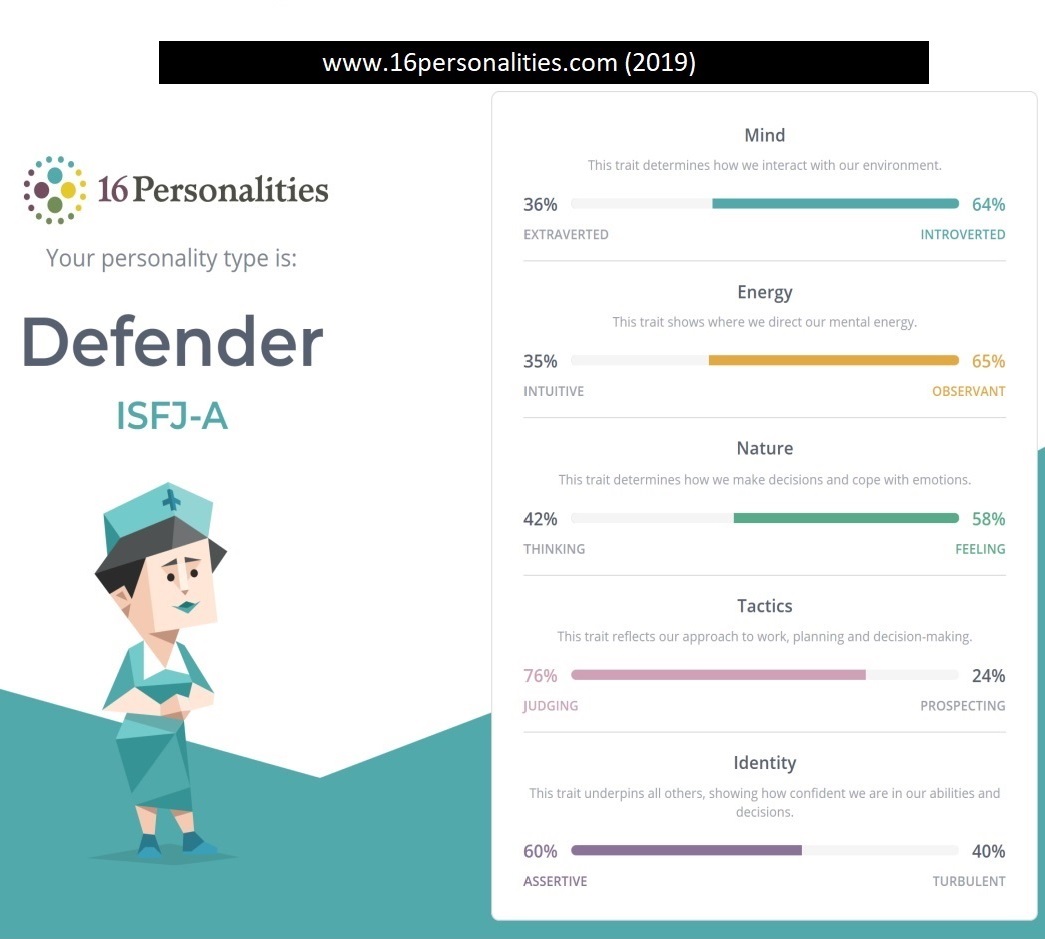 www.16personalities.com (2019)
16Personalities
Your personality type is:
Defender
ISFJ-A
Mind
This trait determines how we interact with our environment.
36% 64%
EXTRAVERTED INTROVERTED
Energy
This trait shows where we direct our mental energy.
35% 65%
INTUITIVE OBSERVANT
Nature
This trait determines how we make decisions and cope with emotions.
42% 58%
THINKING FEELING
Tactics
This trait reflects our approach to work, planning and decision-making.
76% 24%
JUDGING PROSPECTING
Identity
This trait underpins all others, showing how confident we are in our abilities and
decisions.
60% 40%
ASSERTIVE TURBULENT